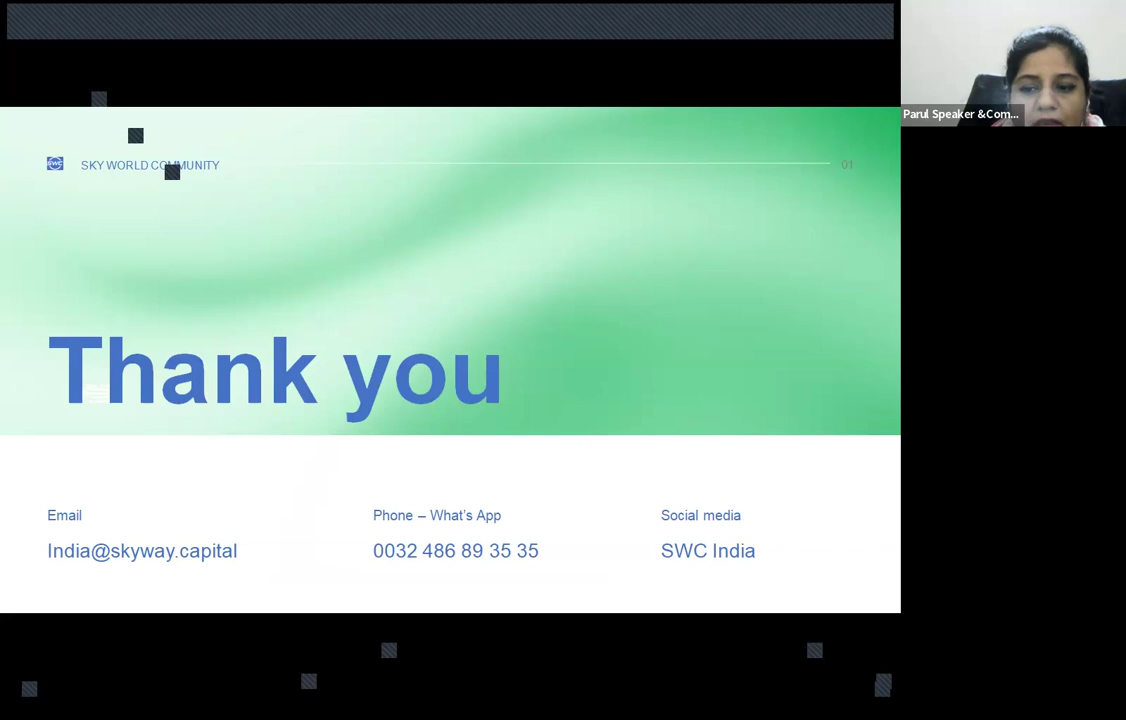 Parul Speaker &Com...
SWC
SKY WORLD COMMUNITY
01
Thank you
Email
Phone – What's App
Social media
India@skyway.capital
0032 486 89 35 35
SWC India